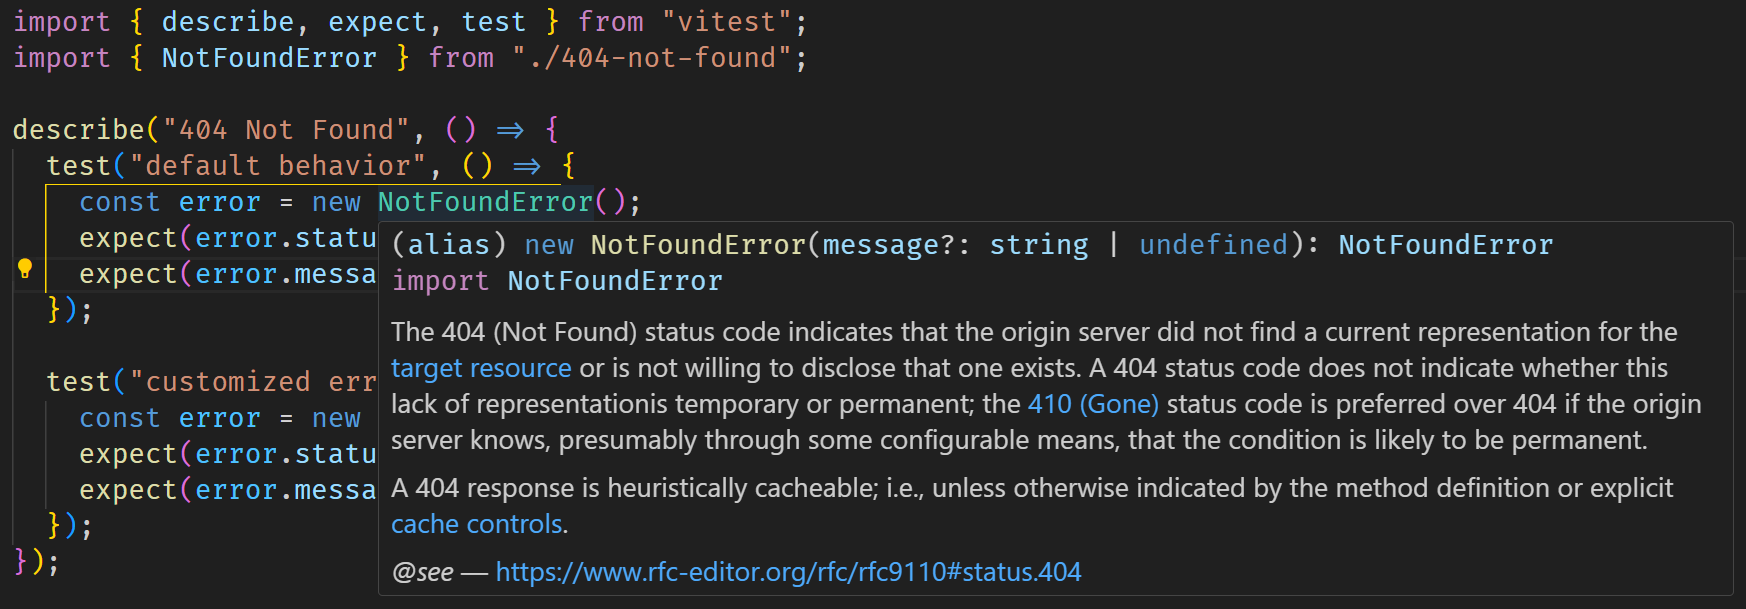 import { describe, expect, test } from "vitest";
import { NotFoundError } from "./404-not-found";
describe("404 Not Found", () => {
test("default behavior", () => {
const error = new NotFoundError();
expect(error.statu
expect(error.messa
});
test("customized err
const error = new
expect(error.statu
expect(error.messa
});
});
(alias) new NotFoundError(message?: string | undefined): NotFoundError
import NotFoundError
The 404 (Not Found) status code indicates that the origin server did not find a current representation for the
target resource or is not willing to disclose that one exists. A 404 status code does not indicate whether this
lack of representationis temporary or permanent; the 410 (Gone) status code is preferred over 404 if the origin
server knows, presumably through some configurable means, that the condition is likely to be permanent.
A 404 response is heuristically cacheable; i.e., unless otherwise indicated by the method definition or explicit
cache controls.
@see — https://www.rfc-editor.org/rfc/rfc9110#status.404